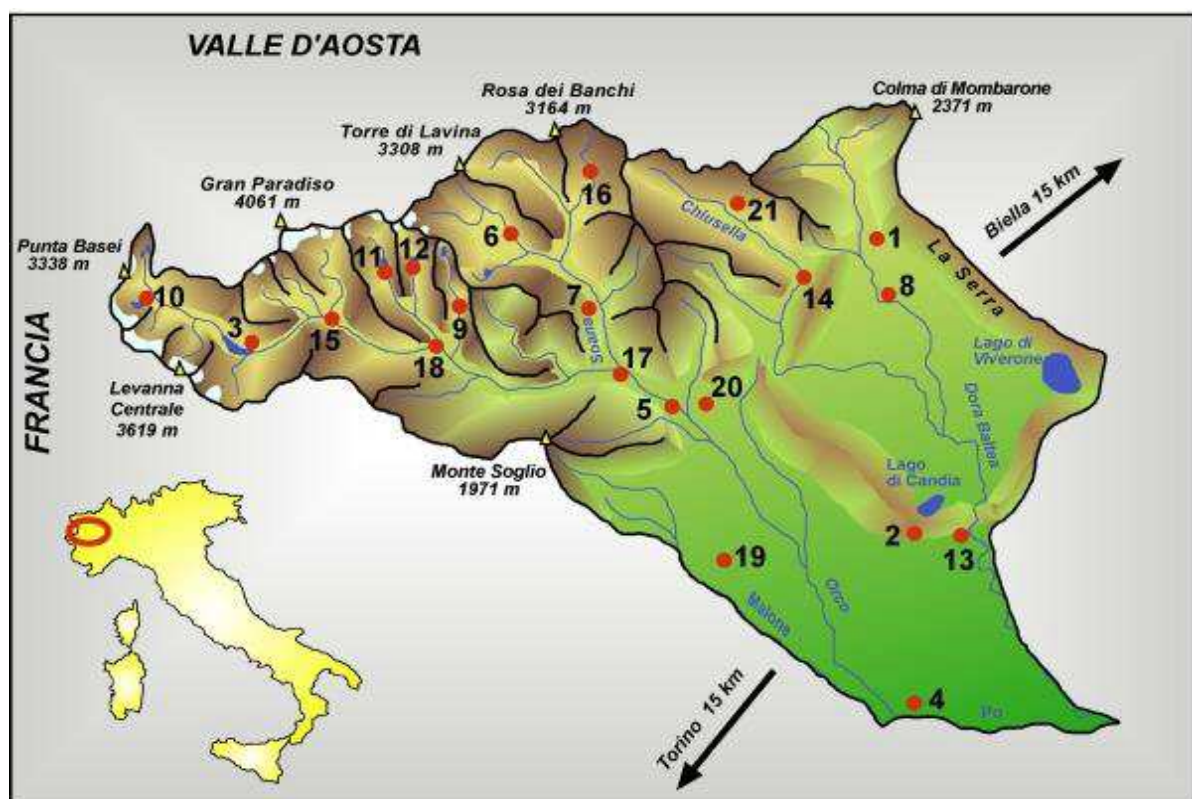 VALLE D'AOSTA
Rosa dei Banchi
3164 m
Colma di Mombarone
2371 m
Torre di Lavina
3308 m
Gran Paradiso
4061 m
Punta Basei
3338 m
Biella 15 km
16
21
Chiusella
6
1
La Serra
11
12
10
14
8
9
7
Soana
3
15
18
17
FRANCIA
Levanna
Centrale
3619 m
Lago di
Viverone
20
5
Dora Baltea
Monte Soglio
1971 m
Lago
di Candia
2
13
19
Orco
Malone
Torino 15 km
4
Po